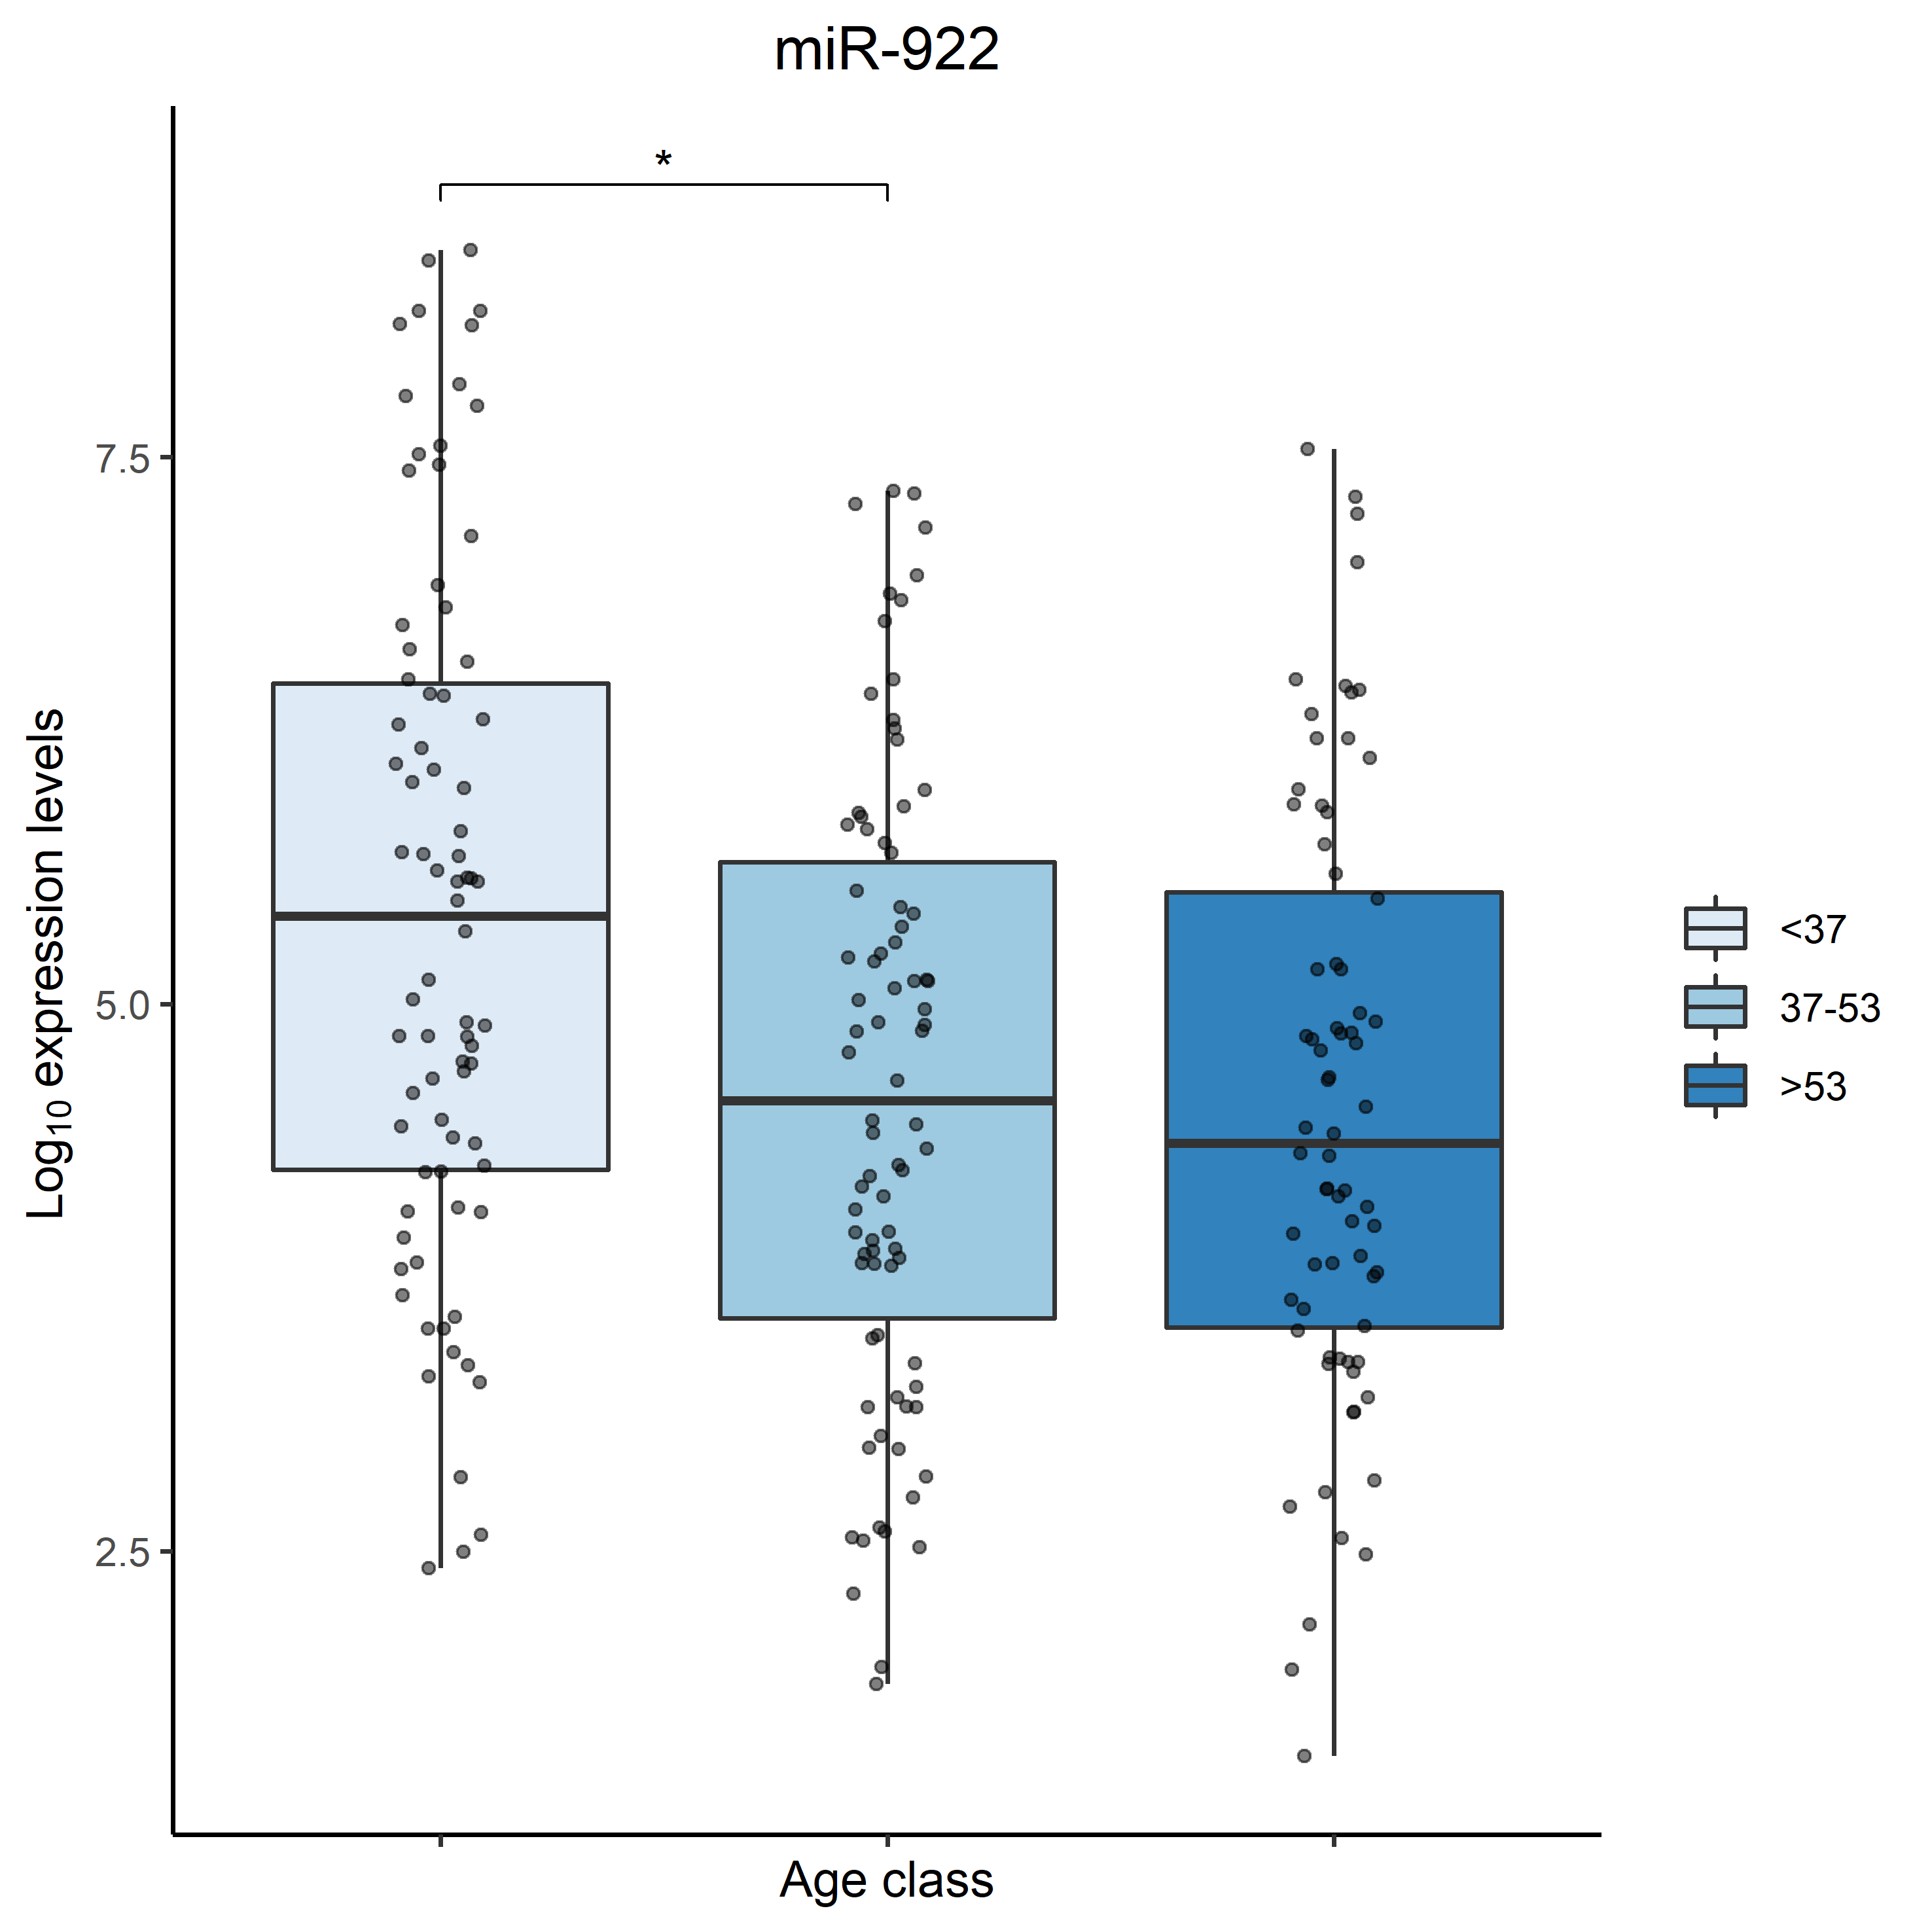 miR-922
*
7.5
5.0
2.5
Log₁₀ expression levels
Age class
<37
37-53
>53